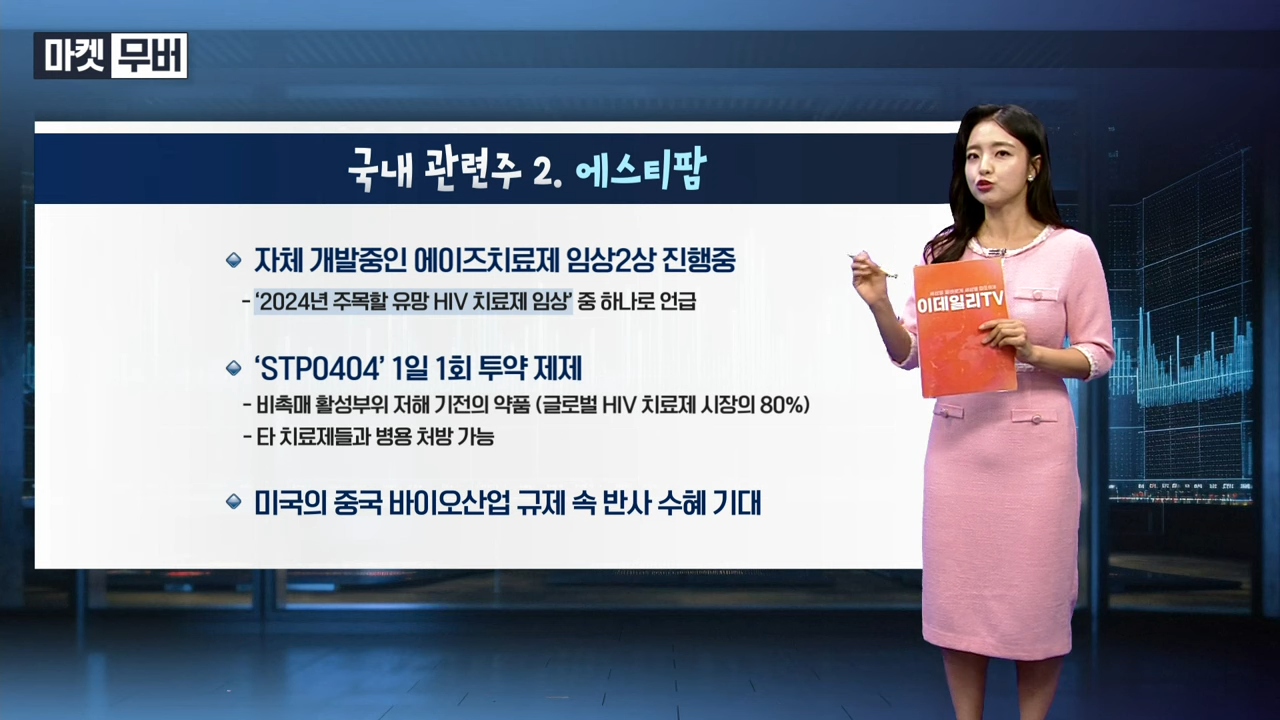 마켓무버
국내 관련주 2. 에스티팜
자체 개발중인 에이즈치료제 임상2상 진행중
- '2024년 주목할 유망 HIV 치료제 임상' 중 하나로 언급
'STP0404' 1일 1회 투약 제제
- 비촉매 활성부위 저해 기전의 약품 (글로벌 HIV 치료제 시장의 80%)
- 타 치료제들과 병용 처방 가능
미국의 중국 바이오산업 규제 속 반사 수혜 기대
이데일리TV